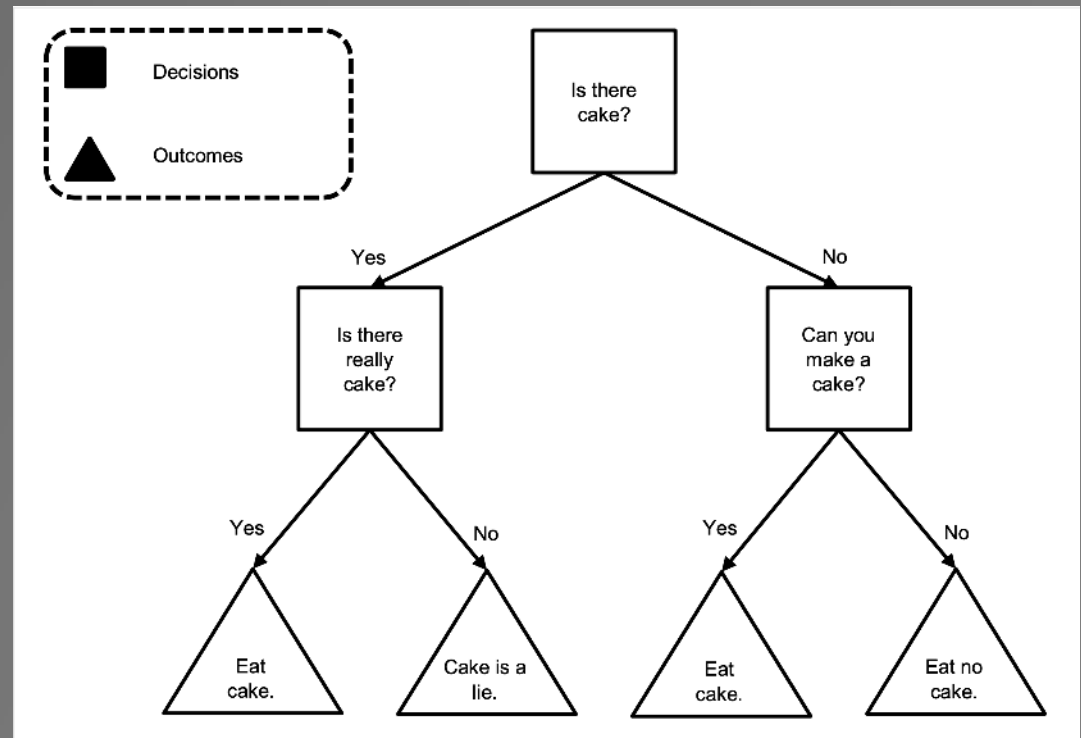 Decisions
Outcomes
Is there
cake?
Yes
No
Is there
really
cake?
Can you
make a
cake?
Yes
No
Yes
No
Eat
cake.
Cake is a
lie.
Eat
cake.
Eat no
cake.